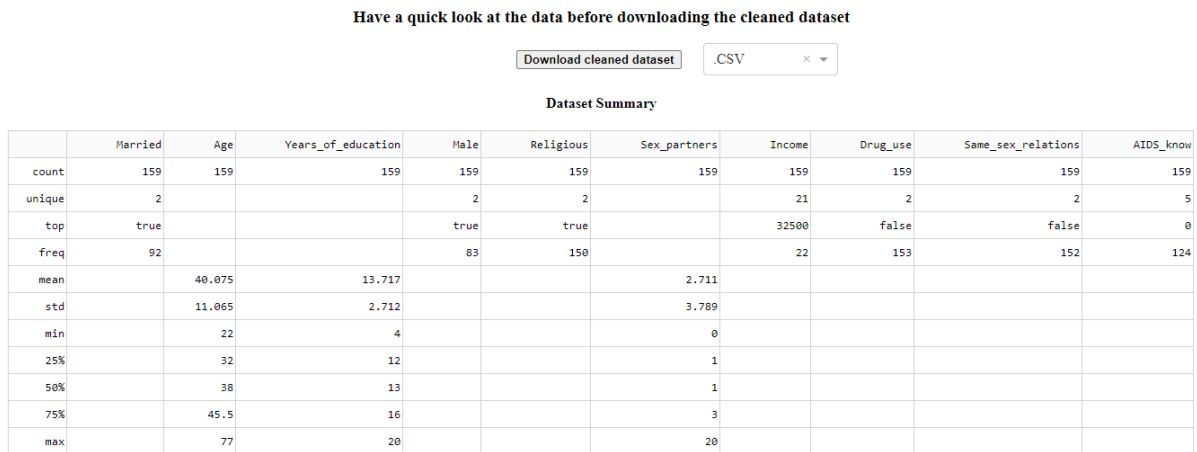 Have a quick look at the data before downloading the cleaned dataset
Download cleaned dataset .CSV ×
Dataset Summary
Married Age Years_of_education Male Religious Sex_partners Income Drug_use Same_sex_relations AIDS_know
count 159 159 159 159 159 159 159 159 159 159
unique 2 2 2 21 2 2 5
top true true true 32500 false false 0
freq 92 83 150 22 153 152 124
mean 40.075 13.717 2.711
std 11.065 2.712 3.789
min 22 4 0
25% 32 12 1
50% 38 13 1
75% 45.5 16 3
max 77 20 20